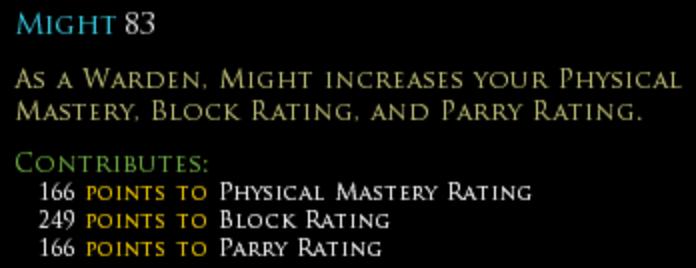 Might 83
As a Warden, Might increases your Physical
Mastery, Block Rating, and Parry Rating.
Contributes:
166 points to Physical Mastery Rating
249 points to Block Rating
166 points to Parry Rating